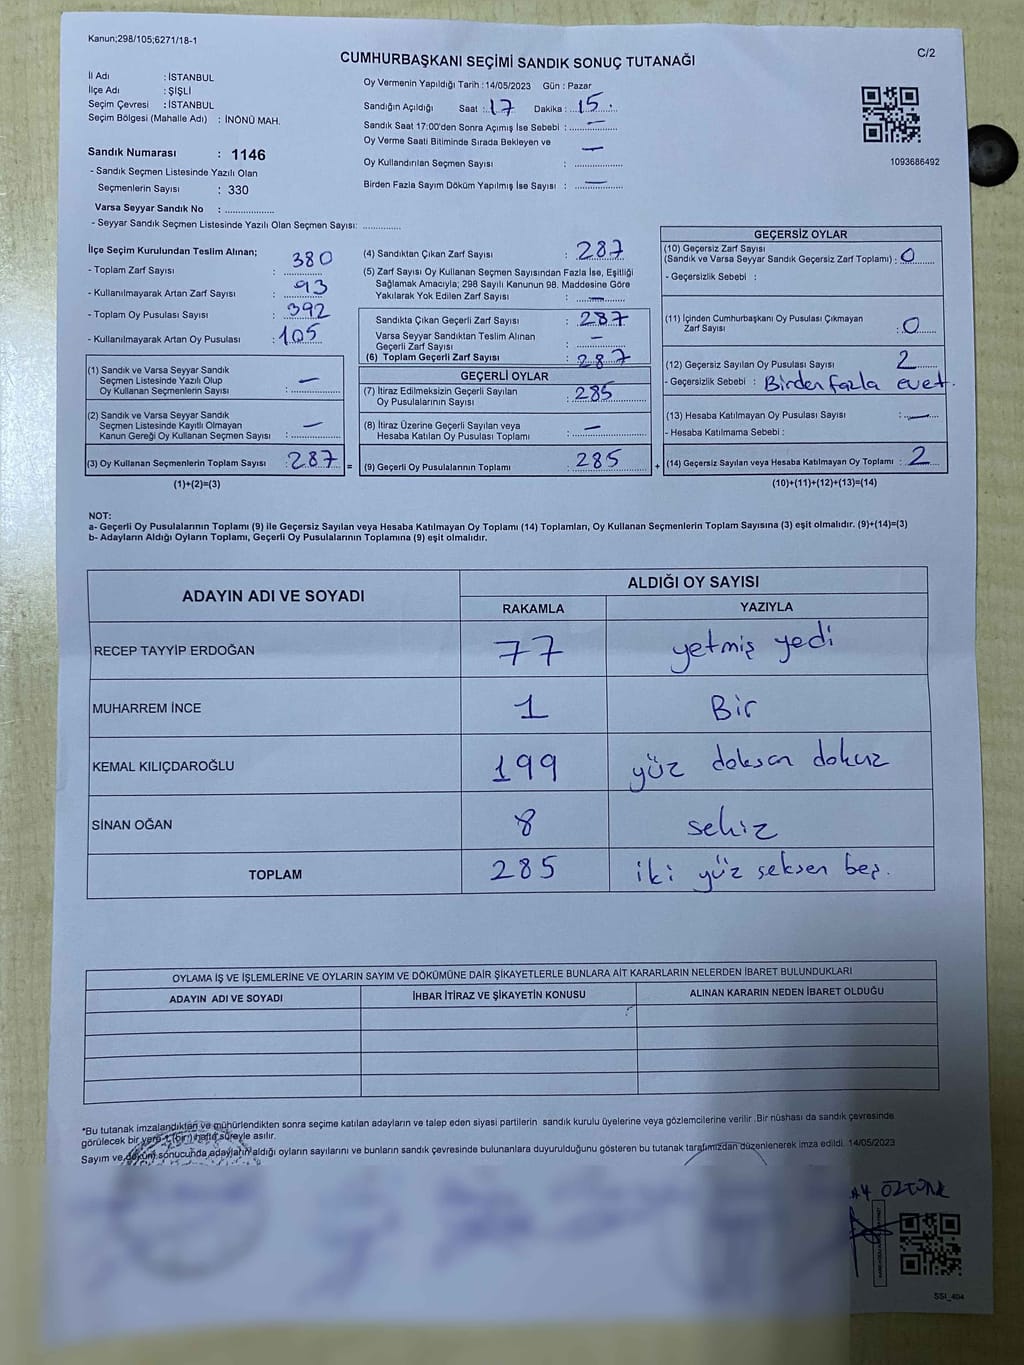 Kanun;298/105;6271/18-1
C/2
CUMHURBAŞKANI SEÇİMİ SANDIK SONUÇ TUTANAĞI
İl Adı : İSTANBUL
İlçe Adı : ŞİŞLİ
Seçim Çevresi : İSTANBUL
Seçim Bölgesi (Mahalle Adı) : İNÖNÜ MAH.
Sandık Numarası : 1146
- Sandık Seçmen Listesinde Yazılı Olan
Seçmenlerin Sayısı : 330
Varsa Seyyar Sandık No : ................
- Seyyar Sandık Seçmen Listesinde Yazılı Olan Seçmen Sayısı: .............
Oy Vermenin Yapıldığı Tarih : 14/05/2023 Gün : Pazar
Sandığın Açıldığı Saat : 17 Dakika : 15
Sandık Saat 17:00'den Sonra Açımış İse Sebebi : —
Oy Verme Saati Bitiminde Sırada Bekleyen ve
Oy Kullandırılan Seçmen Sayısı : —
Birden Fazla Sayım Döküm Yapılmış İse Sayısı : —
1093686492
İlçe Seçim Kurulundan Teslim Alınan;
- Toplam Zarf Sayısı : 380
- Kullanılmayarak Artan Zarf Sayısı : 93
- Toplam Oy Pusulası Sayısı : 392
- Kullanılmayarak Artan Oy Pusulası : 105
(1) Sandık ve Varsa Seyyar Sandık
Seçmen Listesinde Yazılı Olup
Oy Kullanan Seçmenlerin Sayısı : —
(2) Sandık ve Varsa Seyyar Sandık
Seçmen Listesinde Kayıtlı Olmayan
Kanun Gereği Oy Kullanan Seçmen Sayısı : —
(3) Oy Kullanan Seçmenlerin Toplam Sayısı : 287 =
(1)+(2)=(3)
(4) Sandıktan Çıkan Zarf Sayısı : 287
(5) Zarf Sayısı Oy Kullanan Seçmen Sayısından Fazla İse, Eşitliği
Sağlamak Amacıyla; 298 Sayılı Kanunun 98. Maddesine Göre
Yakılarak Yok Edilen Zarf Sayısı : —
Sandıkta Çıkan Geçerli Zarf Sayısı : 287
Varsa Seyyar Sandıktan Teslim Alınan
Geçerli Zarf Sayısı : —
(6) Toplam Geçerli Zarf Sayısı : 287
GEÇERLİ OYLAR
(7) İtiraz Edilmeksizin Geçerli Sayılan
Oy Pusulalarının Sayısı : 285
(8) İtiraz Üzerine Geçerli Sayılan veya
Hesaba Katılan Oy Pusulası Toplamı : —
(9) Geçerli Oy Pusulalarının Toplamı : 285 +
GEÇERSİZ OYLAR
(10) Geçersiz Zarf Sayısı
(Sandık ve Varsa Seyyar Sandık Geçersiz Zarf Toplamı) : 0
- Geçersizlik Sebebi :
(11) İçinden Cumhurbaşkanı Oy Pusulası Çıkmayan
Zarf Sayısı : 0
(12) Geçersiz Sayılan Oy Pusulası Sayısı : 2
- Geçersizlik Sebebi : Birden fazla evet.
(13) Hesaba Katılmayan Oy Pusulası Sayısı : —
- Hesaba Katılmama Sebebi :
(14) Geçersiz Sayılan veya Hesaba Katılmayan Oy Toplamı : 2
(10)+(11)+(12)+(13)=(14)
NOT:
a- Geçerli Oy Pusulalarının Toplamı (9) ile Geçersiz Sayılan veya Hesaba Katılmayan Oy Toplamı (14) Toplamları, Oy Kullanan Seçmenlerin Toplam Sayısına (3) eşit olmalıdır. (9)+(14)=(3)
b- Adayların Aldığı Oyların Toplamı, Geçerli Oy Pusulalarının Toplamına (9) eşit olmalıdır.
ADAYIN ADI VE SOYADI ALDIĞI OY SAYISI
RAKAMLA YAZIYLA
RECEP TAYYİP ERDOĞAN 77 yetmiş yedi
MUHARREM İNCE 1 Bir
KEMAL KILIÇDAROĞLU 199 yüz doksan dokuz
SİNAN OĞAN 8 sekiz
TOPLAM 285 iki yüz seksen beş.
OYLAMA İŞ VE İŞLEMLERİNE VE OYLARIN SAYIM VE DÖKÜMÜNE DAİR ŞİKAYETLERLE BUNLARA AİT KARARLARIN NELERDEN İBARET BULUNDUKLARI
ADAYIN ADI VE SOYADI İHBAR İTİRAZ VE ŞİKAYETİN KONUSU ALINAN KARARIN NEDEN İBARET OLDUĞU
*Bu tutanak imzalandıktan ve mühürlendikten sonra seçime katılan adayların ve talep eden siyasi partilerin sandık kurulu üyelerine veya gözlemcilerine verilir .Bir nüshası da sandık çevresinde
görülecek bir yere 1 (bir) hafta süreyle asılır.
Sayım ve döküm sonucunda adayların aldığı oyların sayılarını ve bunların sandık çevresinde bulunanlara duyurulduğunu gösteren bu tutanak tarafımızdan düzenlenerek imza edildi. 14/05/2023
SSI_404